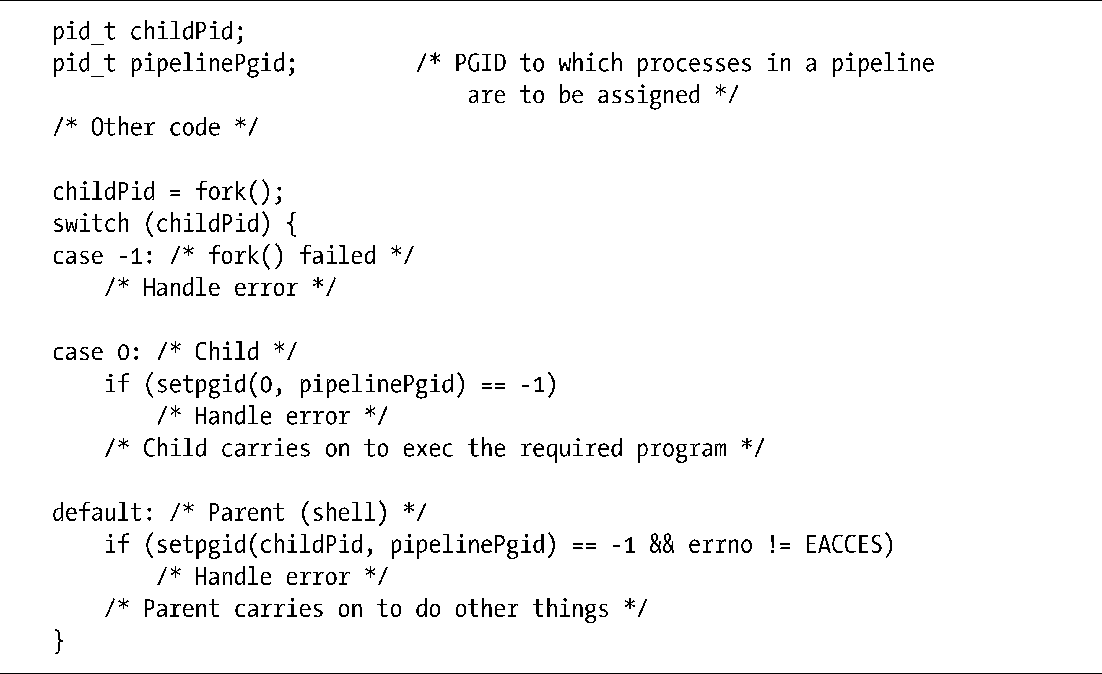 pid_t childPid;
pid_t pipelinePgid;         /* PGID to which processes in a pipeline
                                are to be assigned */
/* Other code */

childPid = fork();
switch (childPid) {
case -1: /* fork() failed */
    /* Handle error */

case 0: /* Child */
    if (setpgid(0, pipelinePgid) == -1)
        /* Handle error */
    /* Child carries on to exec the required program */

default: /* Parent (shell) */
    if (setpgid(childPid, pipelinePgid) == -1 && errno != EACCES)
        /* Handle error */
    /* Parent carries on to do other things */
}